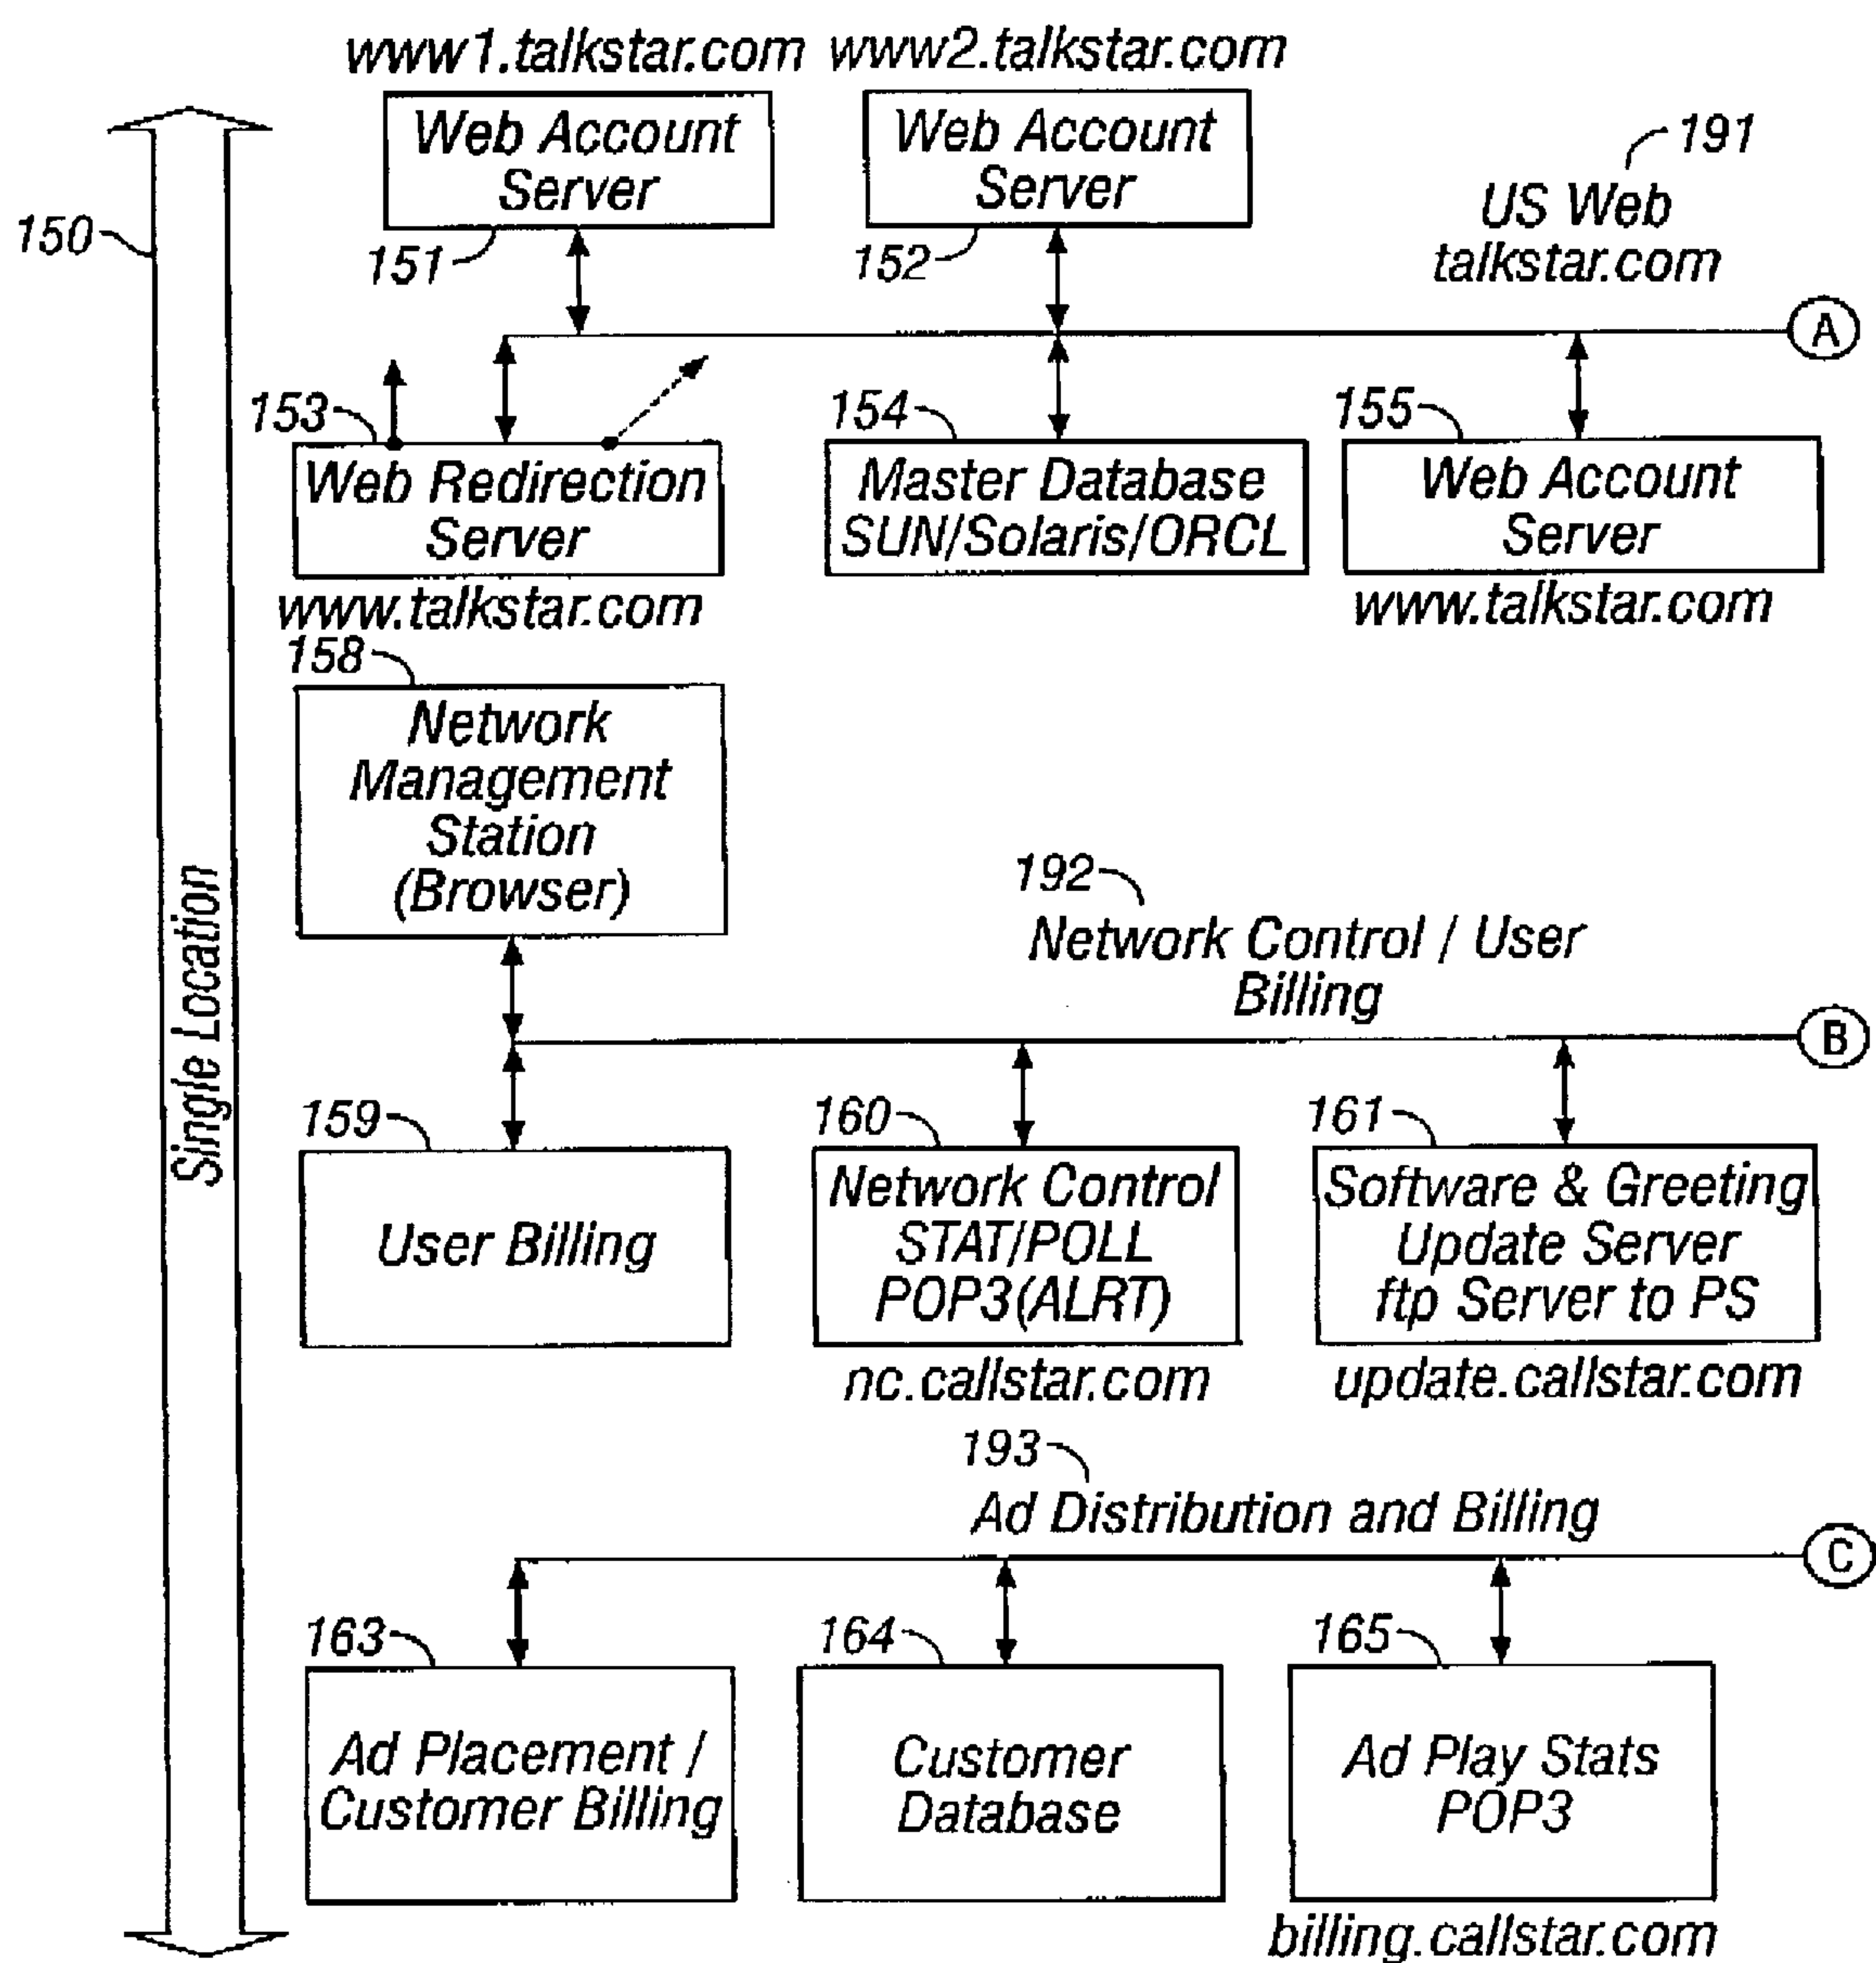 www1.talkstar.com www2.talkstar.com
Web Account
Server
Web Account
Server
191
US Web
talkstar.com
150
151
152
A
153
154
155
Web Redirection
Server
Master Database
SUN/Solaris/ORCL
Web Account
Server
www.talkstar.com
www.talkstar.com
158
Network
Management
Station
(Browser)
Single Location
192
Network Control / User
Billing
B
159
160
161
User Billing
Network Control
STAT/POLL
POP3(ALRT)
Software & Greeting
Update Server
ftp Server to PS
nc.callstar.com
update.callstar.com
193
Ad Distribution and Billing
C
163
164
165
Ad Placement /
Customer Billing
Customer
Database
Ad Play Stats
POP3
billing.callstar.com